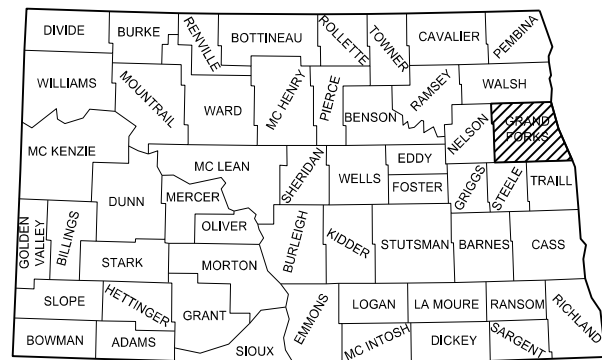 DIVIDE
BURKE
RENVILLE
BOTTINEAU
ROLLETTE
TOWNER
CAVALIER
PEMBINA
WILLIAMS
MOUNTRAIL
WARD
MC HENRY
PIERCE
BENSON
RAMSEY
WALSH
NELSON
GRAND
FORKS
MC KENZIE
DUNN
MC LEAN
MERCER
OLIVER
SHERIDAN
WELLS
EDDY
FOSTER
GRIGGS
STEELE
TRAILL
GOLDEN
VALLEY
BILLINGS
STARK
MORTON
BURLEIGH
KIDDER
STUTSMAN
BARNES
CASS
SLOPE
HETTINGER
GRANT
EMMONS
LOGAN
LA MOURE
RANSOM
RICHLAND
BOWMAN
ADAMS
SIOUX
MC INTOSH
DICKEY
SARGENT